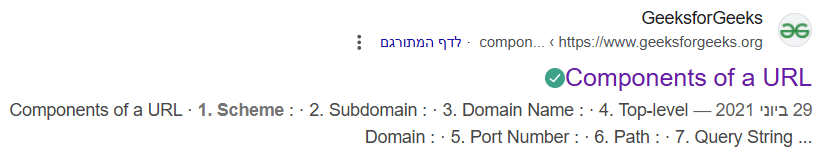 GeeksforGeeks
https://www.geeksforgeeks.org › compon... · לדף המתורגם
Components of a URL
29 ביוני 2021 — Components of a URL · 1. Scheme : · 2. Subdomain : · 3. Domain Name : · 4. Top-level
Domain : · 5. Port Number : · 6. Path : · 7. Query String ...